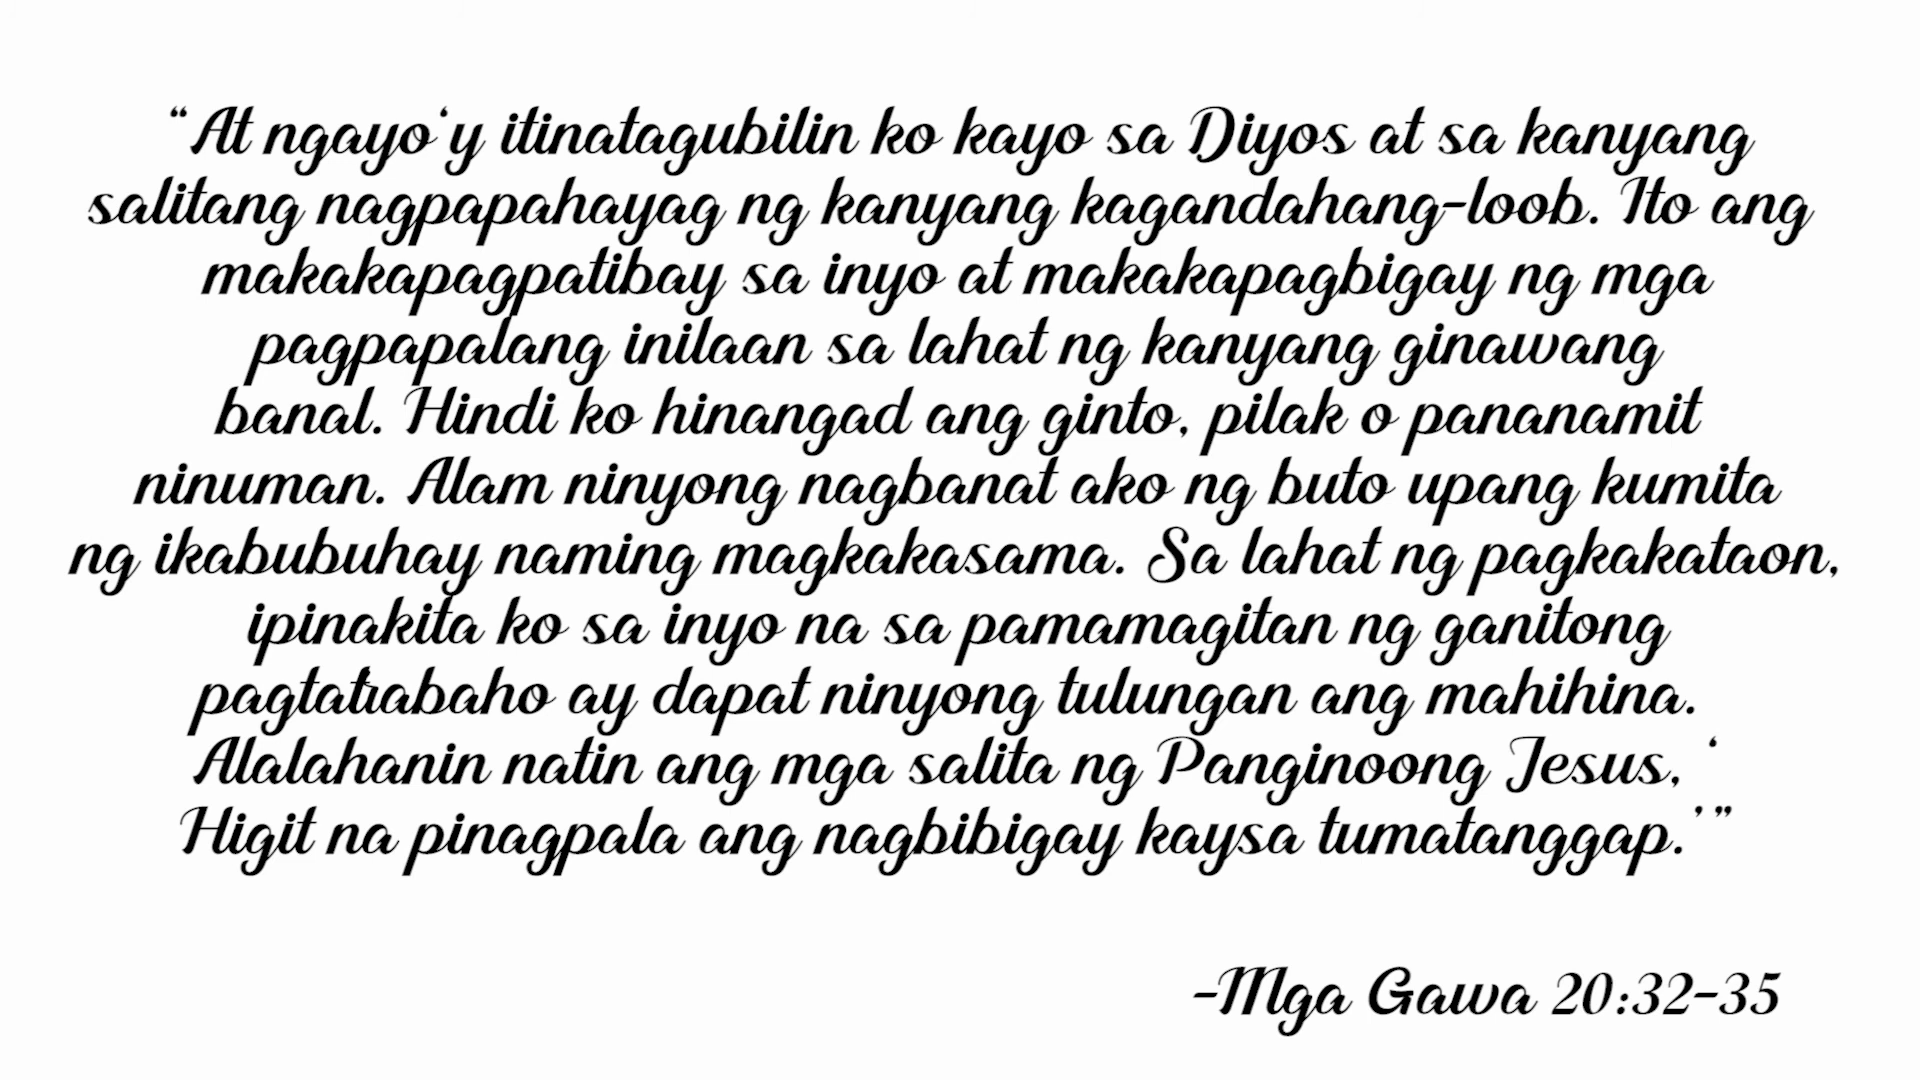 “At ngayo‘y itinatagubilin ko kayo sa Diyos at sa kanyang
salitang nagpapahayag ng kanyang kagandahang-loob. Ito ang
makakapagpatibay sa inyo at makakapagbigay ng mga
pagpapalang inilaan sa lahat ng kanyang ginawang
banal. Hindi ko hinangad ang ginto, pilak o pananamit
ninuman. Alam ninyong nagbanat ako ng buto upang kumita
ng ikabubuhay naming magkakasama. Sa lahat ng pagkakataon,
ipinakita ko sa inyo na sa pamamagitan ng ganitong
pagtatrabaho ay dapat ninyong tulungan ang mahihina.
Alalahanin natin ang mga salita ng Panginoong Jesus, ‘
Higit na pinagpala ang nagbibigay kaysa tumatanggap.’”
-Mga Gawa 20:32-35